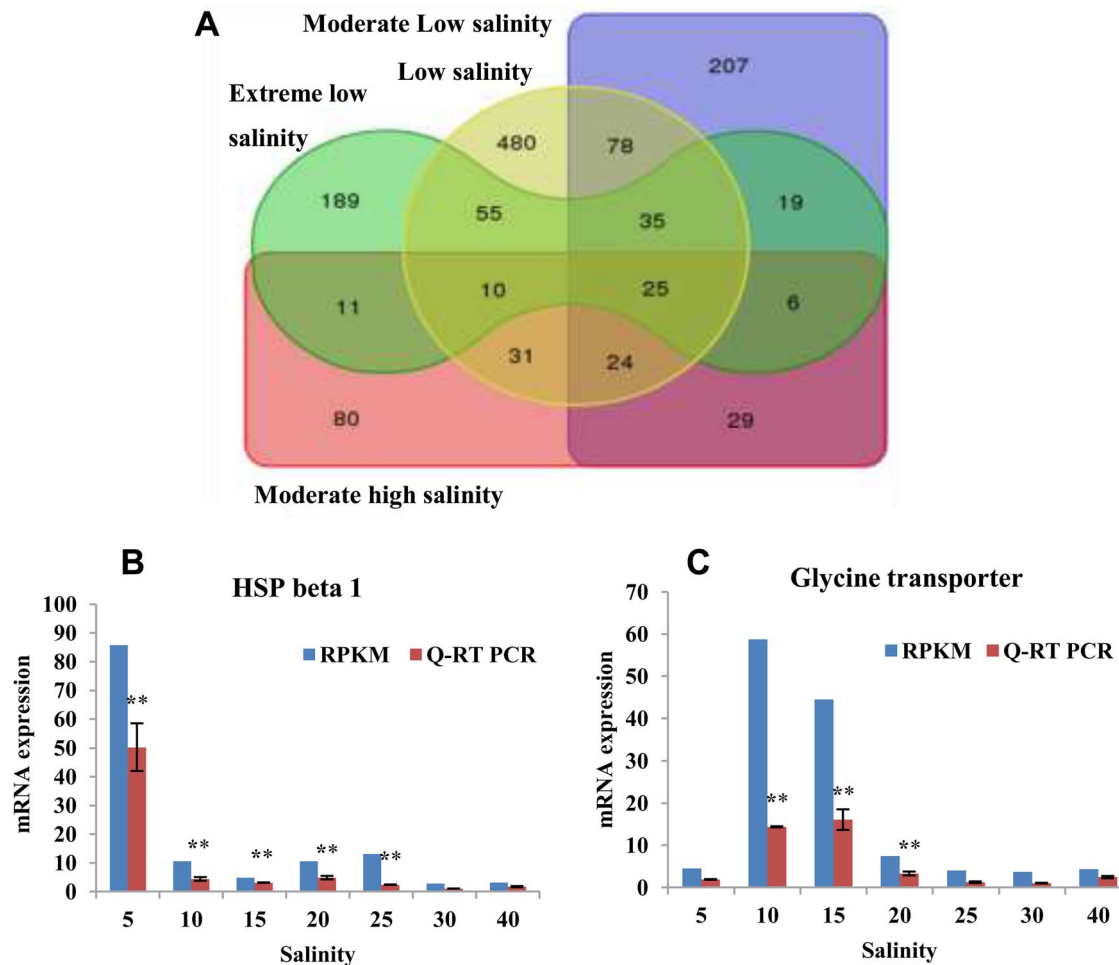 A
Moderate Low salinity
207
Low salinity
Extreme low
salinity
480
78
189
55
35
19
11
10
25
6
31
24
80
29
Moderate high salinity
B
HSP beta 1
100
90
80
70
60
50
40
30
20
10
0
mRNA expression
RPKM
Q-RT PCR
**
**
**
**
**
5 10 15 20 25 30 40
Salinity
C
Glycine transporter
70
60
50
40
30
20
10
0
mRNA expression
RPKM
Q-RT PCR
**
**
**
5 10 15 20 25 30 40
Salinity